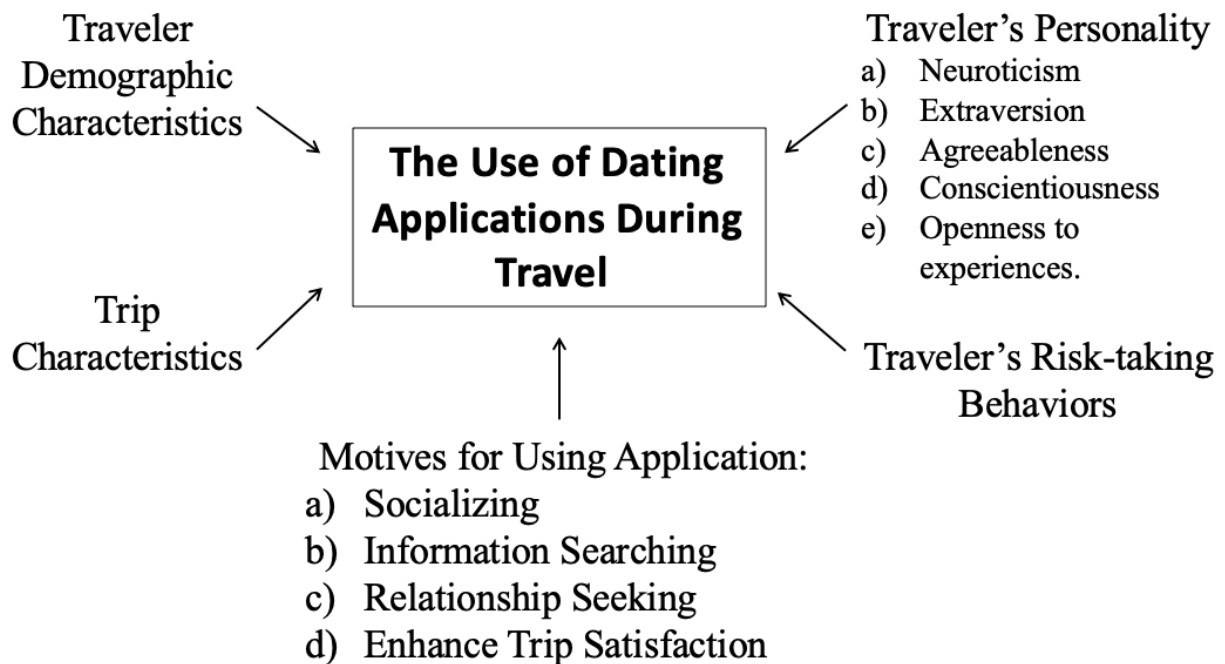 Traveler
Demographic
Characteristics
Traveler’s Personality
a) Neuroticism
b) Extraversion
c) Agreeableness
d) Conscientiousness
e) Openness to
experiences.
The Use of Dating
Applications During
Travel
Trip
Characteristics
Traveler’s Risk-taking
Behaviors
Motives for Using Application:
a) Socializing
b) Information Searching
c) Relationship Seeking
d) Enhance Trip Satisfaction